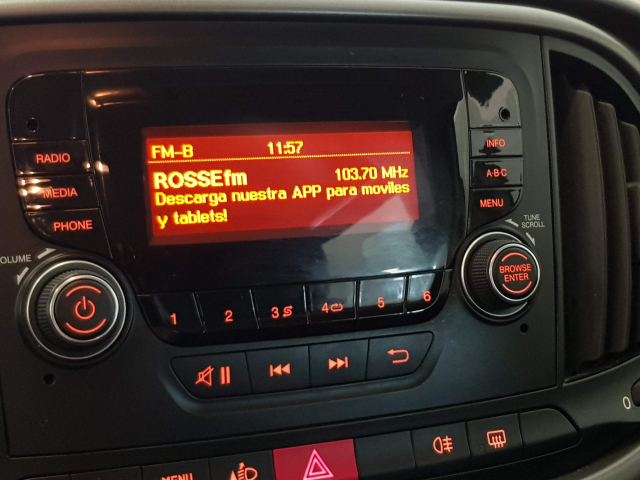 FM-B 11:57
ROSSEfm 103.70 MHz
Descarga nuestra APP para moviles
y tablets!
RADIO
MEDIA
PHONE
INFO
A-B-C
MENU
VOLUME
TUNE
SCROLL
BROWSE
ENTER
1 2 3 4 5 6
MENU
0